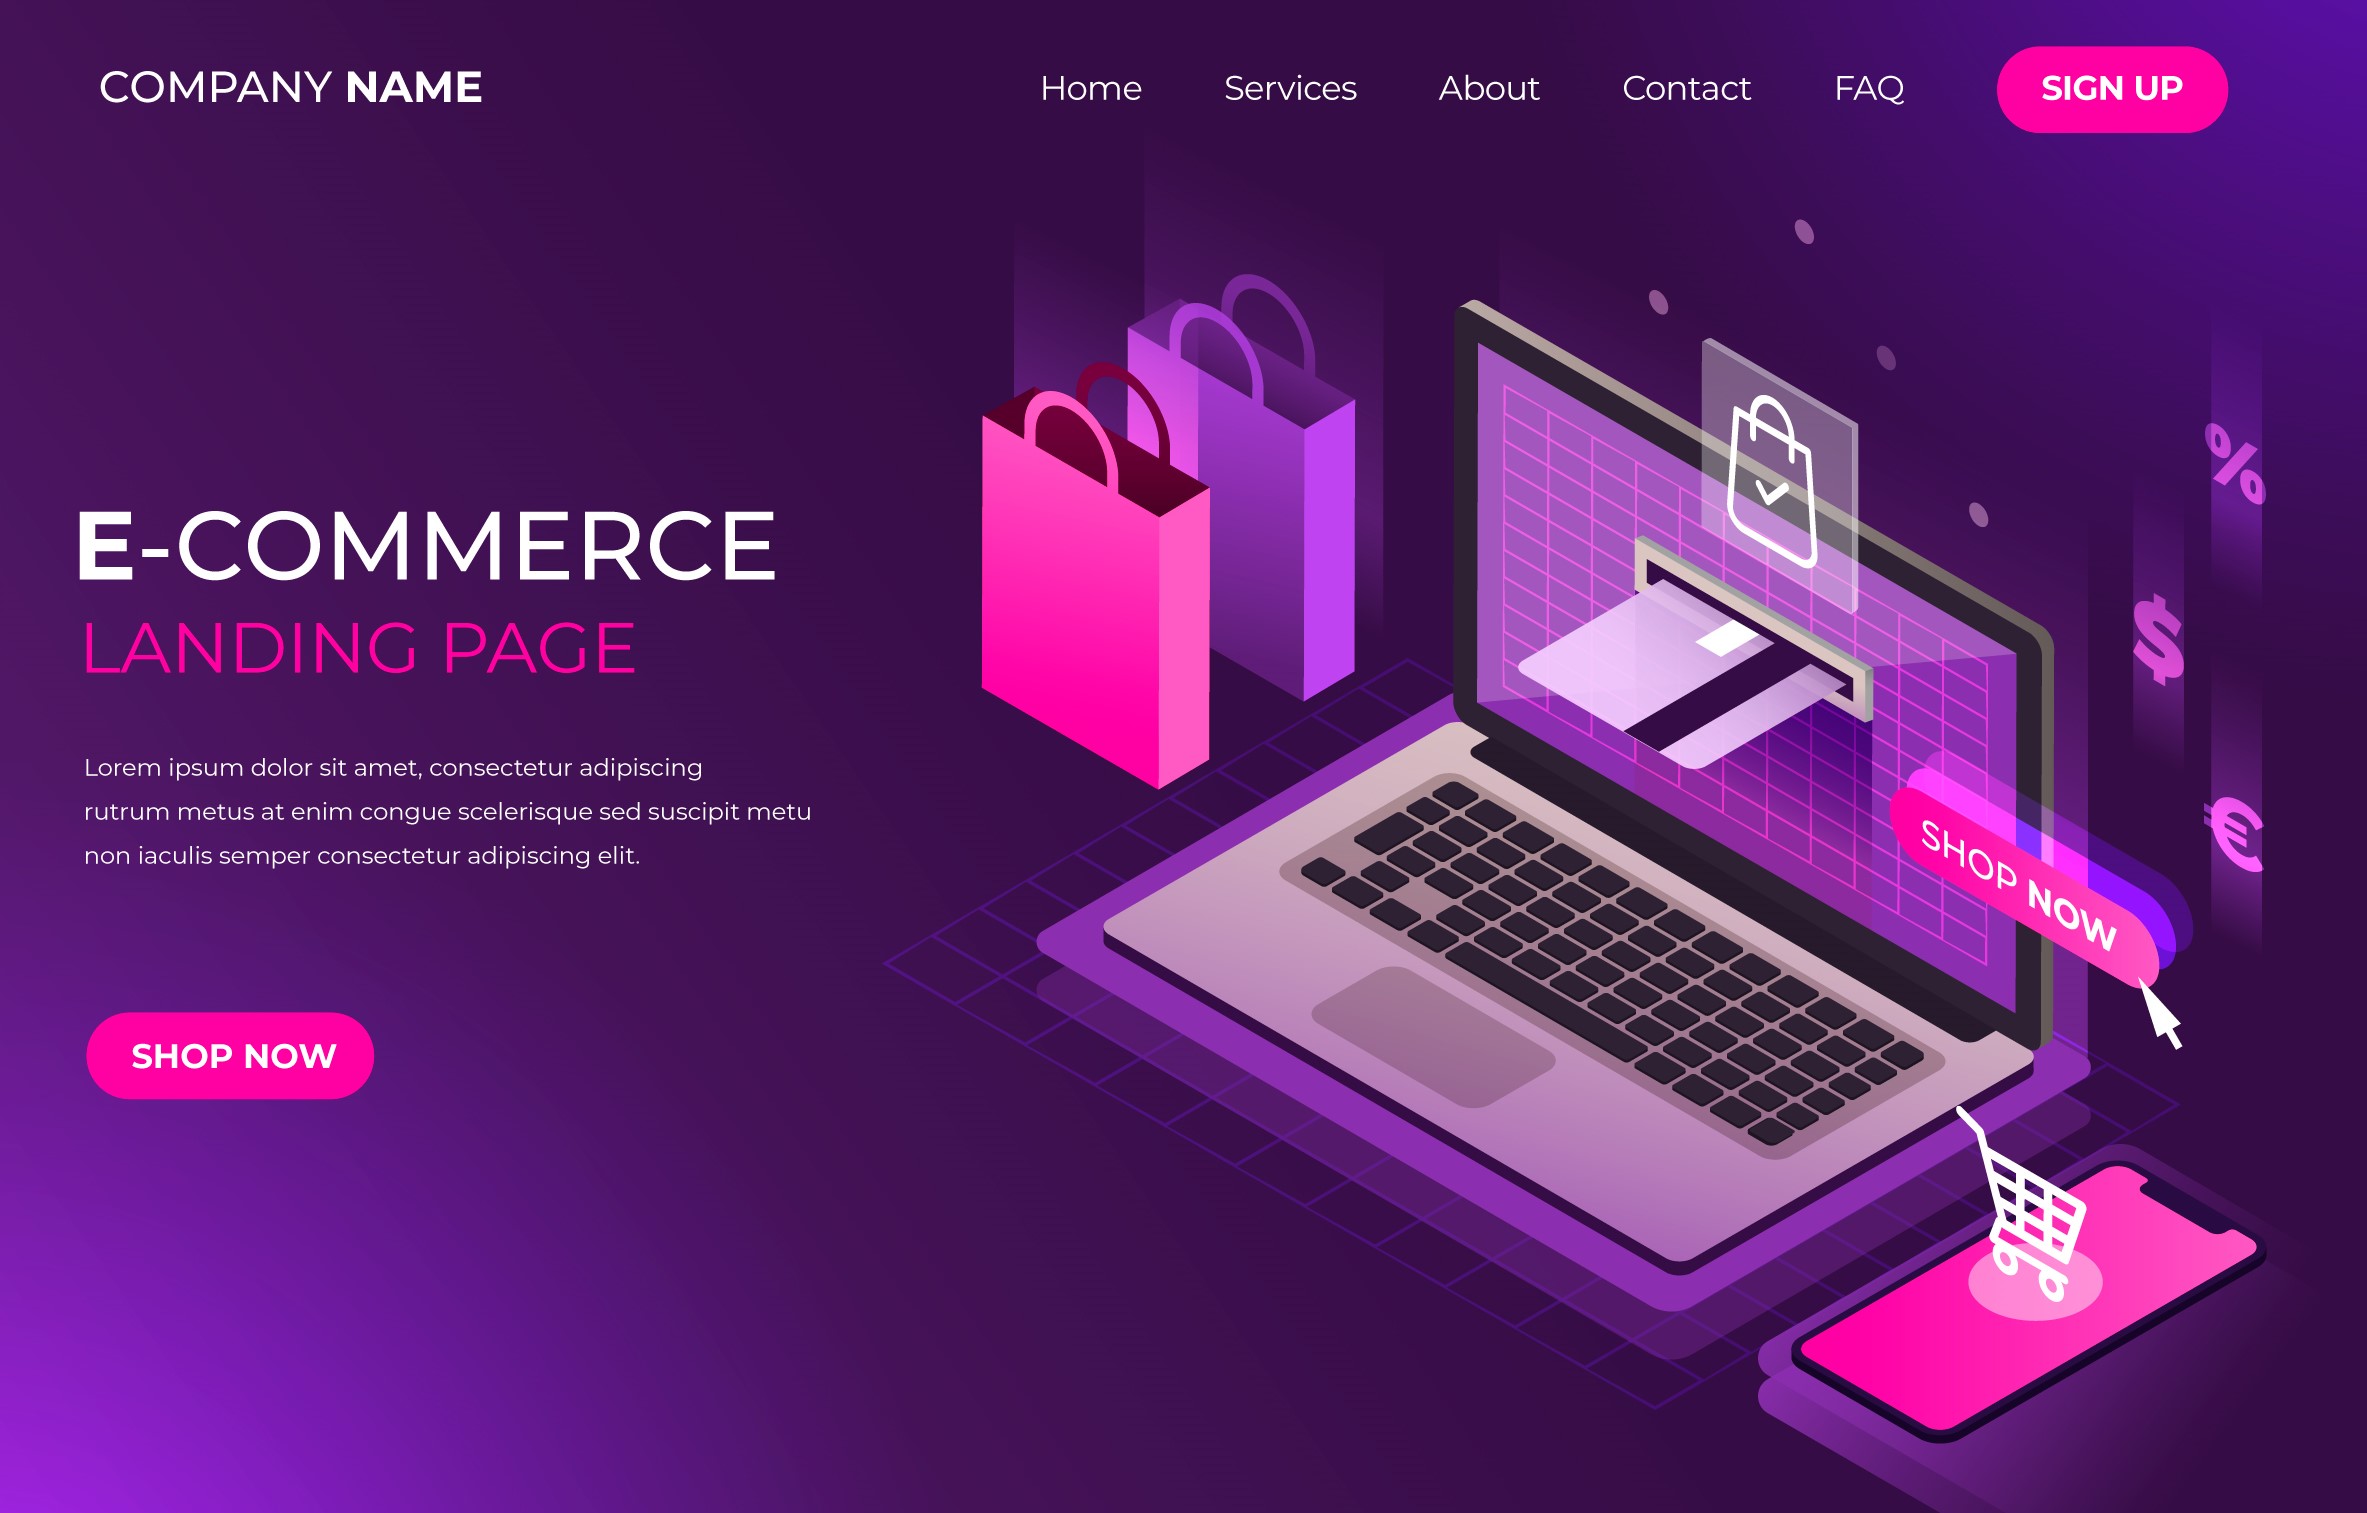 COMPANY NAME
Home Services About Contact FAQ SIGN UP
E-COMMERCE
LANDING PAGE
Lorem ipsum dolor sit amet, consectetur adipiscing
rutrum metus at enim congue scelerisque sed suscipit metu
non iaculis semper consectetur adipiscing elit.
SHOP NOW
%
$
€
SHOP NOW